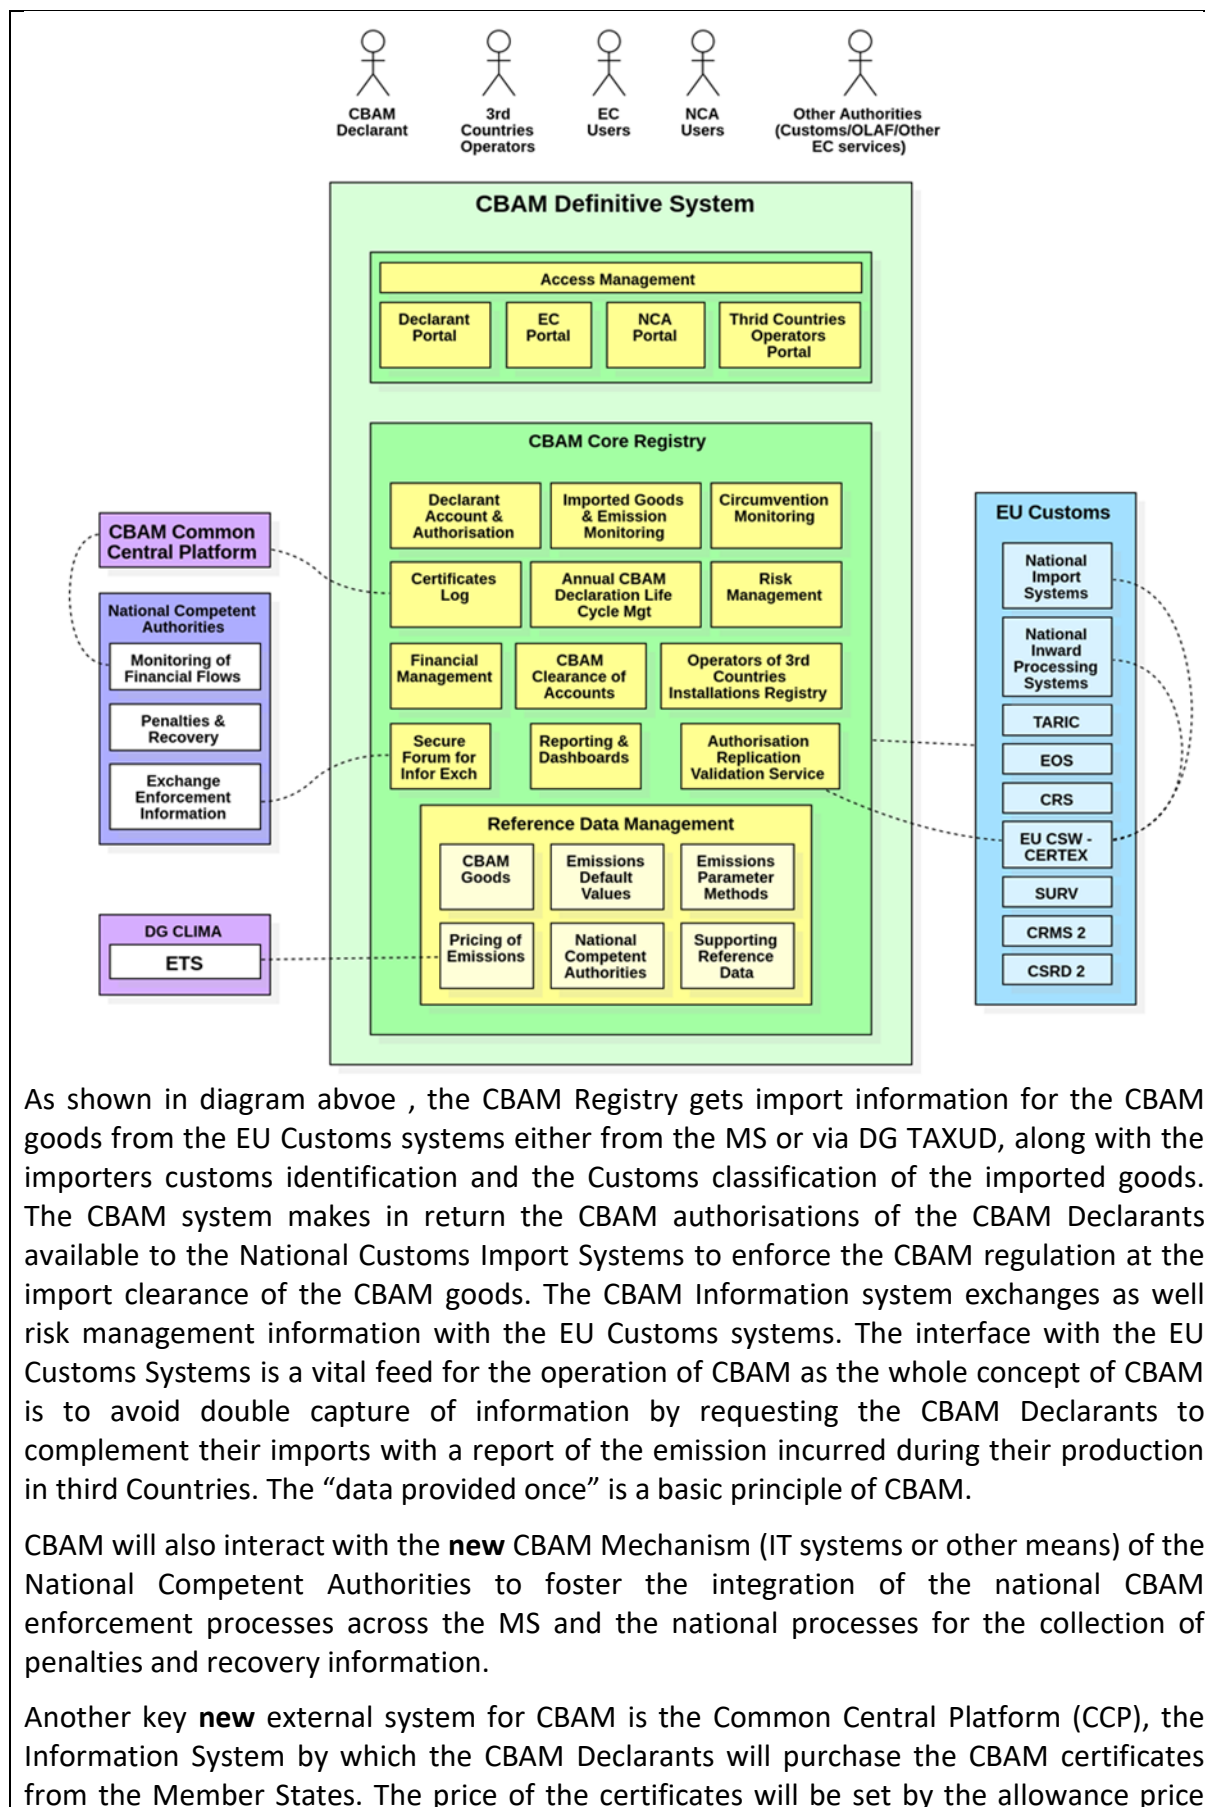 CBAM
Declarant
3rd
Countries
Operators
EC
Users
NCA
Users
Other Authorities
(Customs/OLAF/Other
EC services)
CBAM Definitive System
Access Management
Declarant
Portal
EC
Portal
NCA
Portal
Thrid Countries
Operators
Portal
CBAM Core Registry
Declarant
Account &
Authorisation
Imported Goods
& Emission
Monitoring
Circumvention
Monitoring
Certificates
Log
Annual CBAM
Declaration Life
Cycle Mgt
Risk
Management
Financial
Management
CBAM
Clearance of
Accounts
Operators of 3rd
Countries
Installations Registry
Secure
Forum for
Infor Exch
Reporting &
Dashboards
Authorisation
Replication
Validation Service
Reference Data Management
CBAM
Goods
Emissions
Default
Values
Emissions
Parameter
Methods
Pricing of
Emissions
National
Competent
Authorities
Supporting
Reference
Data
CBAM Common
Central Platform
National Competent
Authorities
Monitoring of
Financial Flows
Penalties &
Recovery
Exchange
Enforcement
Information
DG CLIMA
ETS
EU Customs
National
Import
Systems
National
Inward
Processing
Systems
TARIC
EOS
CRS
EU CSW -
CERTEX
SURV
CRMS 2
CSRD 2
As shown in diagram abvoe , the CBAM Registry gets import information for the CBAM
goods from the EU Customs systems either from the MS or via DG TAXUD, along with the
importers customs identification and the Customs classification of the imported goods.
The CBAM system makes in return the CBAM authorisations of the CBAM Declarants
available to the National Customs Import Systems to enforce the CBAM regulation at the
import clearance of the CBAM goods. The CBAM Information system exchanges as well
risk management information with the EU Customs systems. The interface with the EU
Customs Systems is a vital feed for the operation of CBAM as the whole concept of CBAM
is to avoid double capture of information by requesting the CBAM Declarants to
complement their imports with a report of the emission incurred during their production
in third Countries. The “data provided once” is a basic principle of CBAM.
CBAM will also interact with the new CBAM Mechanism (IT systems or other means) of the
National Competent Authorities to foster the integration of the national CBAM
enforcement processes across the MS and the national processes for the collection of
penalties and recovery information.
Another key new external system for CBAM is the Common Central Platform (CCP), the
Information System by which the CBAM Declarants will purchase the CBAM certificates
from the Member States. The price of the certificates will be set by the allowance price